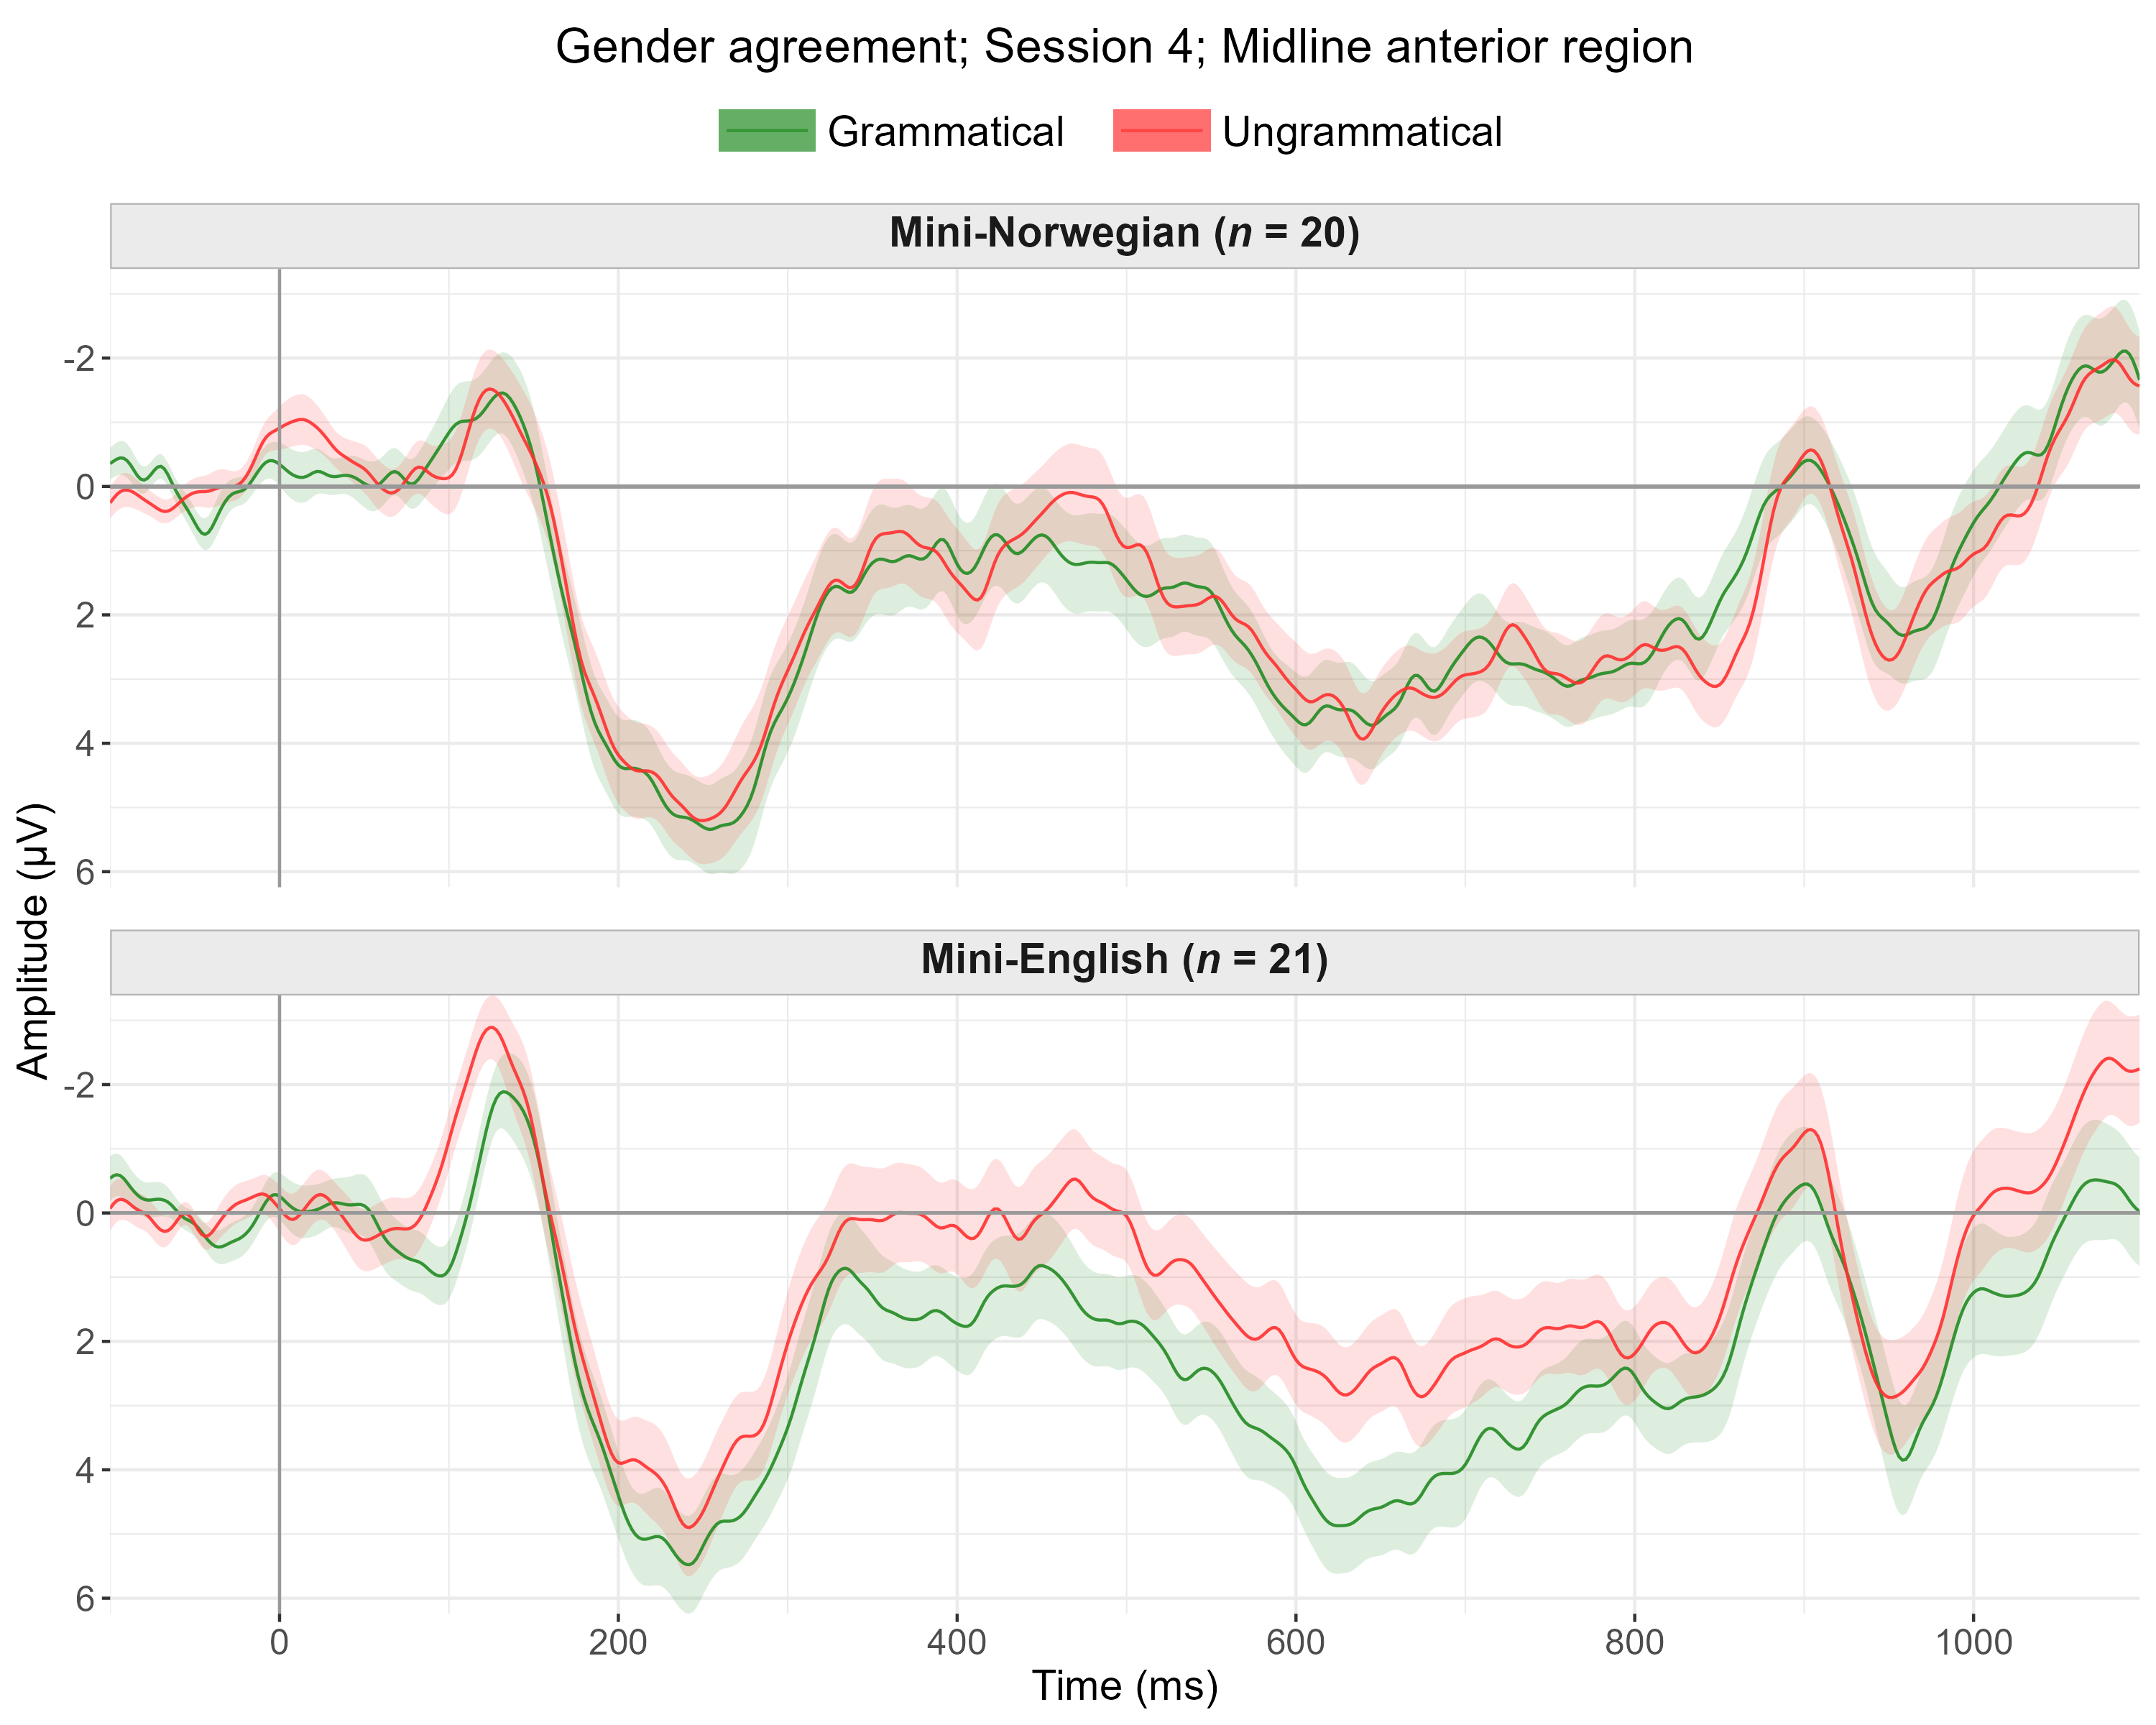 Gender agreement; Session 4; Midline anterior region
Grammatical
Ungrammatical
Mini-Norwegian (n = 20)
-2
0
2
4
6
Amplitude (µV)
Mini-English (n = 21)
-2
0
2
4
6
0 200 400 600 800 1000
Time (ms)